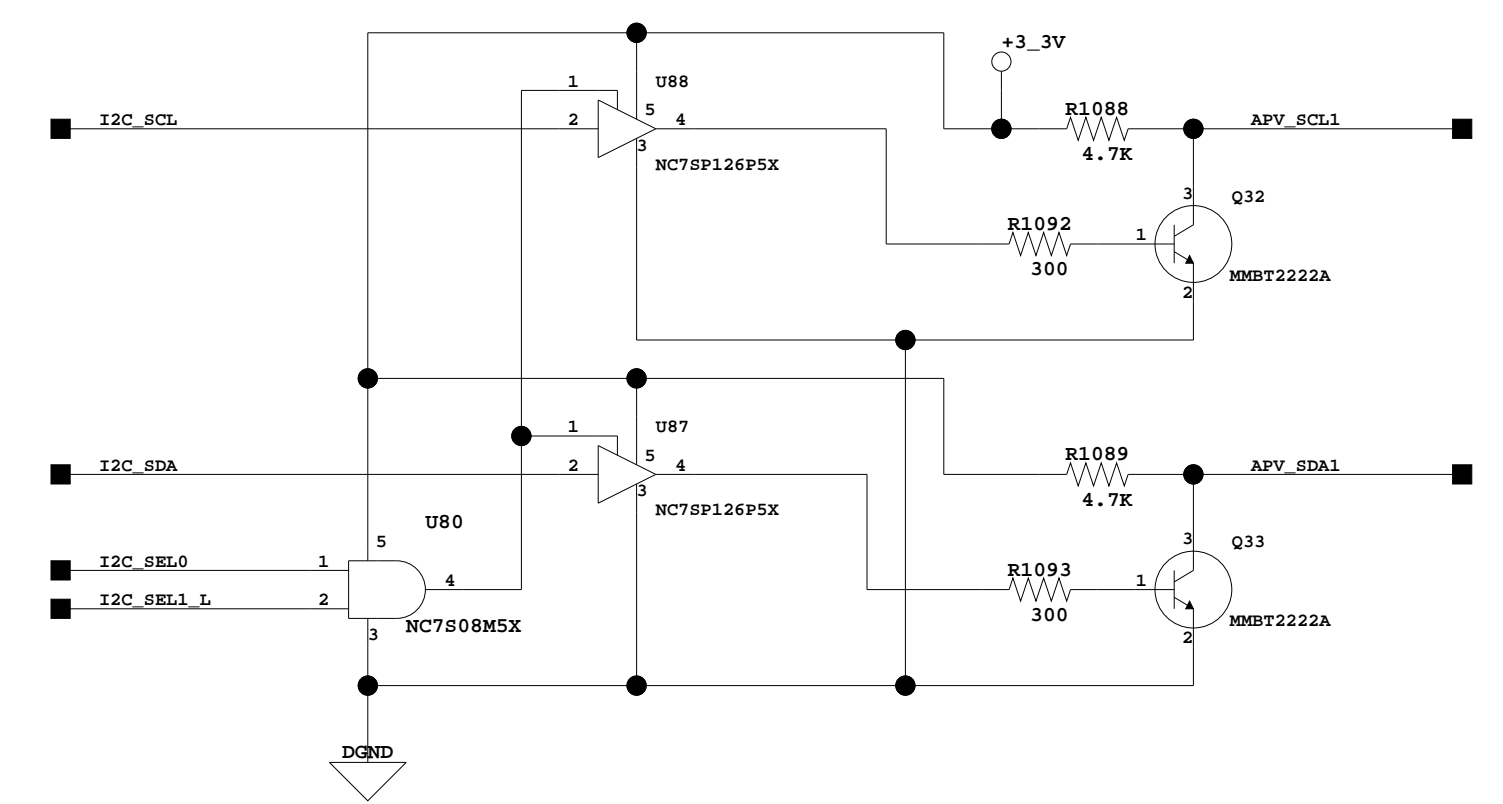 +3_3V
1
U88
I2C_SCL
2
5
4
R1088
APV_SCL1
3
NC7SP126P5X
4.7K
3
Q32
R1092
1
300
MMBT2222A
2
1
U87
I2C_SDA
2
5
4
R1089
APV_SDA1
3
NC7SP126P5X
4.7K
U80
5
3
Q33
I2C_SEL0
1
4
R1093
1
I2C_SEL1_L
2
300
MMBT2222A
3
NC7S08M5X
2
DGND